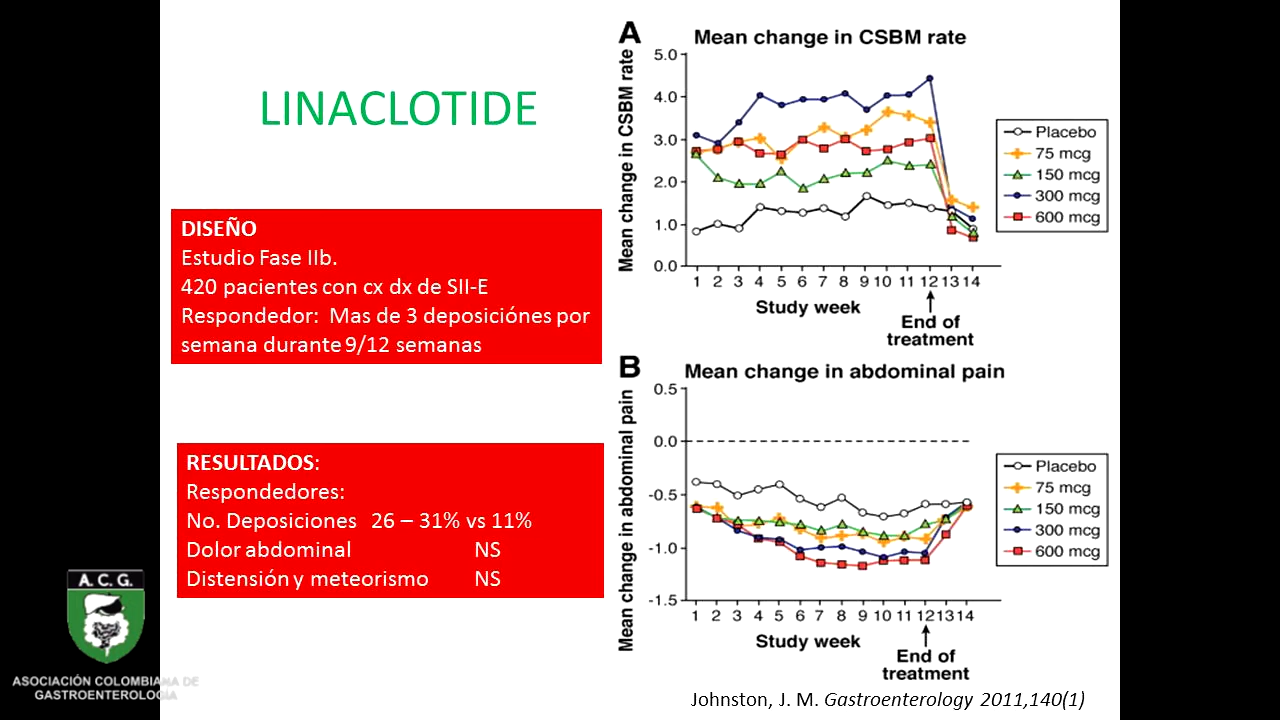 LINACLOTIDE
DISEÑO
Estudio Fase IIb.
420 pacientes con cx dx de SII-E
Respondedor: Mas de 3 deposiciónes por
semana durante 9/12 semanas
RESULTADOS:
Respondedores:
No. Deposiciones 26 – 31% vs 11%
Dolor abdominal NS
Distensión y meteorismo NS
A. C. G.
ASOCIACIÓN COLOMBIANA DE
GASTROENTEROLOGÍA
A
Mean change in CSBM rate
Mean change in CSBM rate
5.0
4.0
3.0
2.0
1.0
0.0
1 2 3 4 5 6 7 8 9 10 11 12 13 14
Study week
End of
treatment
Placebo
75 mcg
150 mcg
300 mcg
600 mcg
B
Mean change in abdominal pain
Mean change in abdominal pain
0.5
0.0
-0.5
-1.0
-1.5
1 2 3 4 5 6 7 8 9 10 11 12 13 14
Study week
End of
treatment
Placebo
75 mcg
150 mcg
300 mcg
600 mcg
Johnston, J. M. Gastroenterology 2011,140(1)